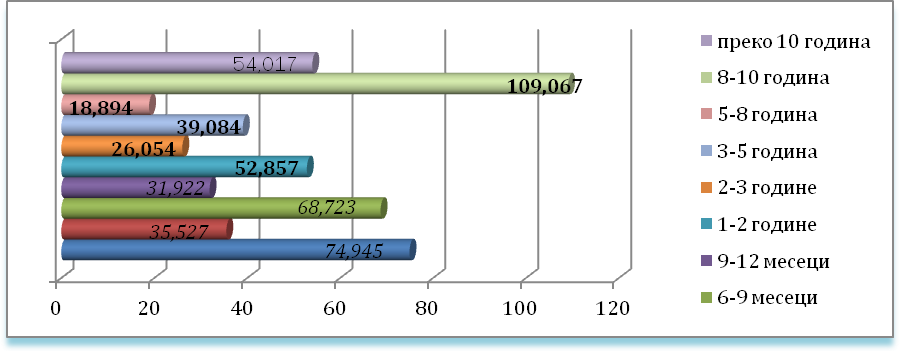 54,017
109,067
18,894
39,084
26,054
52,857
31,922
68,723
35,527
74,945
0 20 40 60 80 100 120
преко 10 година
8-10 година
5-8 година
3-5 година
2-3 године
1-2 године
9-12 месеци
6-9 месеци